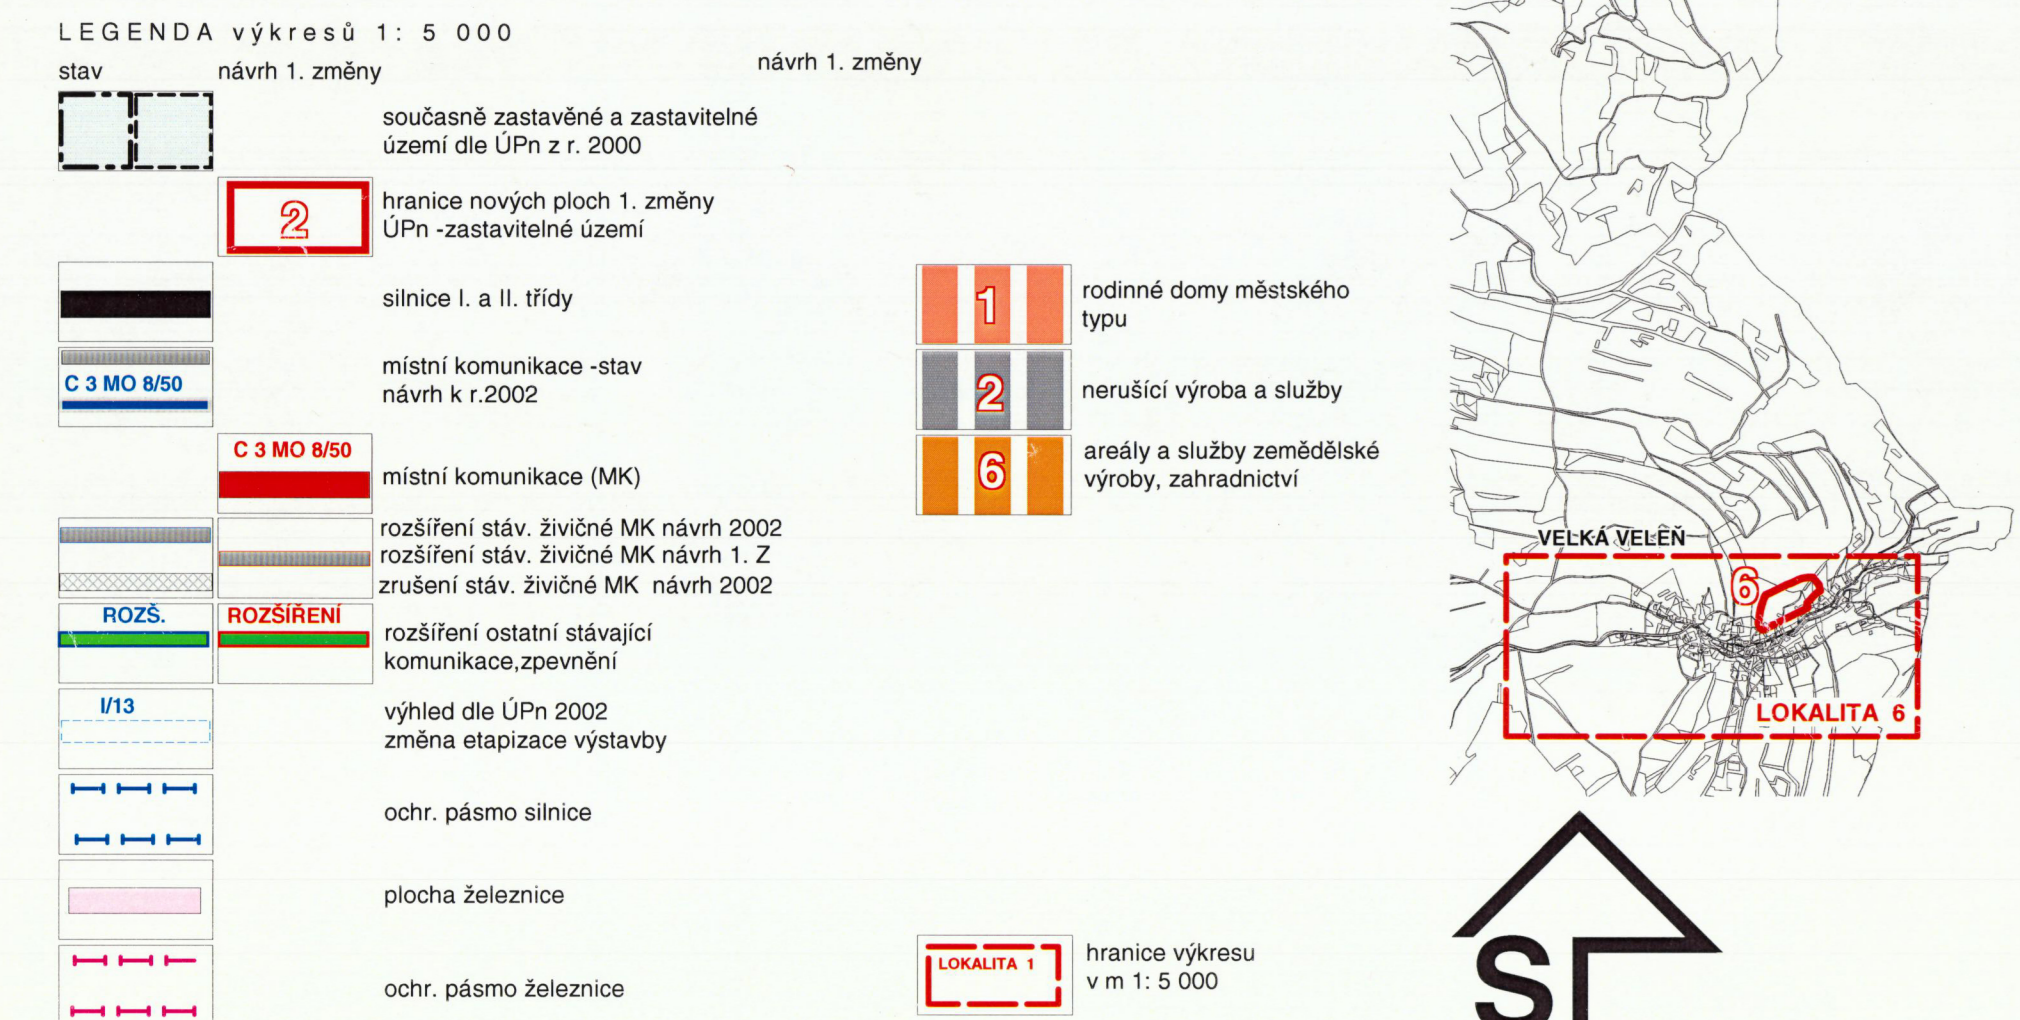 LEGENDA výkresů 1: 5 000
stav
návrh 1. změny
současně zastavěné a zastavitelné
území dle ÚPn z r. 2000
2
hranice nových ploch 1. změny
ÚPn -zastavitelné území
silnice I. a II. třídy
C 3 MO 8/50
místní komunikace -stav
návrh k r.2002
C 3 MO 8/50
místní komunikace (MK)
rozšíření stáv. živičné MK návrh 2002
rozšíření stáv. živičné MK návrh 1. Z
zrušení stáv. živičné MK návrh 2002
ROZŠ.
ROZŠÍŘENÍ
rozšíření ostatní stávající
komunikace,zpevnění
I/13
výhled dle ÚPn 2002
změna etapizace výstavby
ochr. pásmo silnice
plocha železnice
ochr. pásmo železnice
návrh 1. změny
1
rodinné domy městského
typu
2
nerušící výroba a služby
6
areály a služby zemědělské
výroby, zahradnictví
LOKALITA 1
hranice výkresu
v m 1: 5 000
VELKÁ VELEŇ
6
LOKALITA 6
S